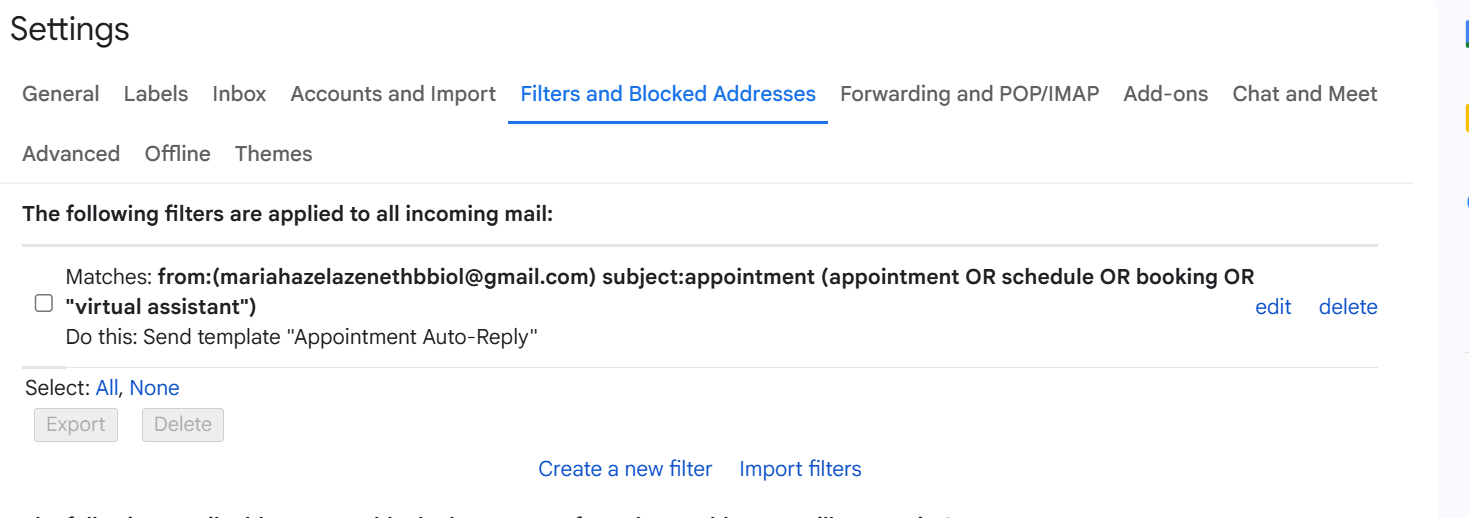 Settings
General Labels Inbox Accounts and Import Filters and Blocked Addresses Forwarding and POP/IMAP Add-ons Chat and Meet
Advanced Offline Themes
The following filters are applied to all incoming mail:
Matches: from:(mariahazelazenethbbiol@gmail.com) subject:appointment (appointment OR schedule OR booking OR
"virtual assistant")
edit delete
Do this: Send template "Appointment Auto-Reply"
Select: All, None
Export Delete
Create a new filter Import filters